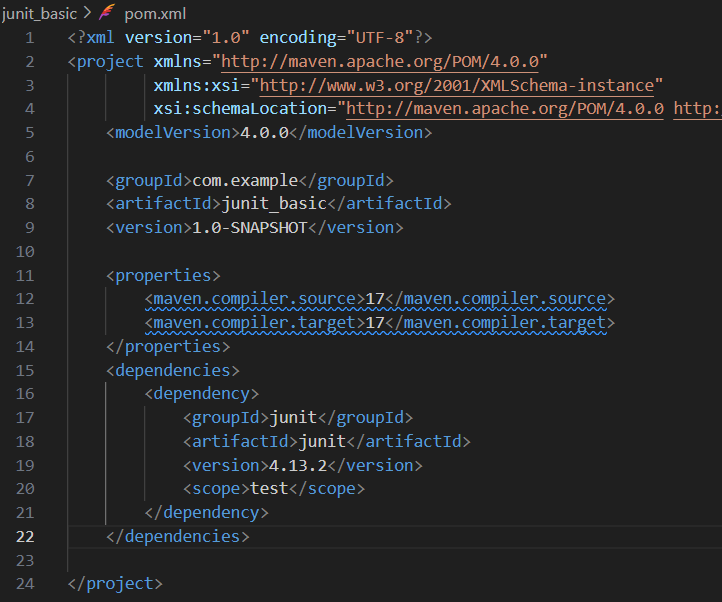 junit_basic > pom.xml
1 <?xml version="1.0" encoding="UTF-8"?>
2 <project xmlns="http://maven.apache.org/POM/4.0.0"
3 xmlns:xsi="http://www.w3.org/2001/XMLSchema-instance"
4 xsi:schemaLocation="http://maven.apache.org/POM/4.0.0 http:
5 <modelVersion>4.0.0</modelVersion>
6
7 <groupId>com.example</groupId>
8 <artifactId>junit_basic</artifactId>
9 <version>1.0-SNAPSHOT</version>
10
11 <properties>
12 <maven.compiler.source>17</maven.compiler.source>
13 <maven.compiler.target>17</maven.compiler.target>
14 </properties>
15 <dependencies>
16 <dependency>
17 <groupId>junit</groupId>
18 <artifactId>junit</artifactId>
19 <version>4.13.2</version>
20 <scope>test</scope>
21 </dependency>
22 </dependencies>
23
24 </project>